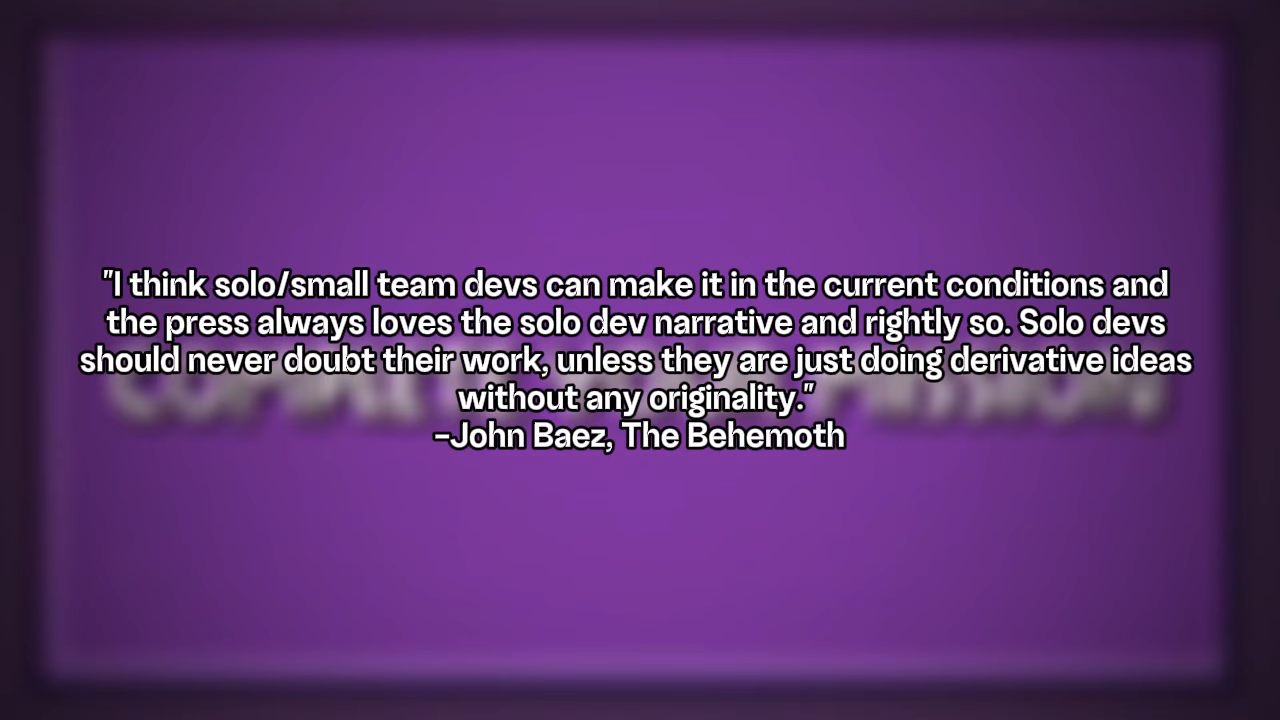 "I think solo/small team devs can make it in the current conditions and
the press always loves the solo dev narrative and rightly so. Solo devs
should never doubt their work, unless they are just doing derivative ideas
without any originality."
-John Baez, The Behemoth